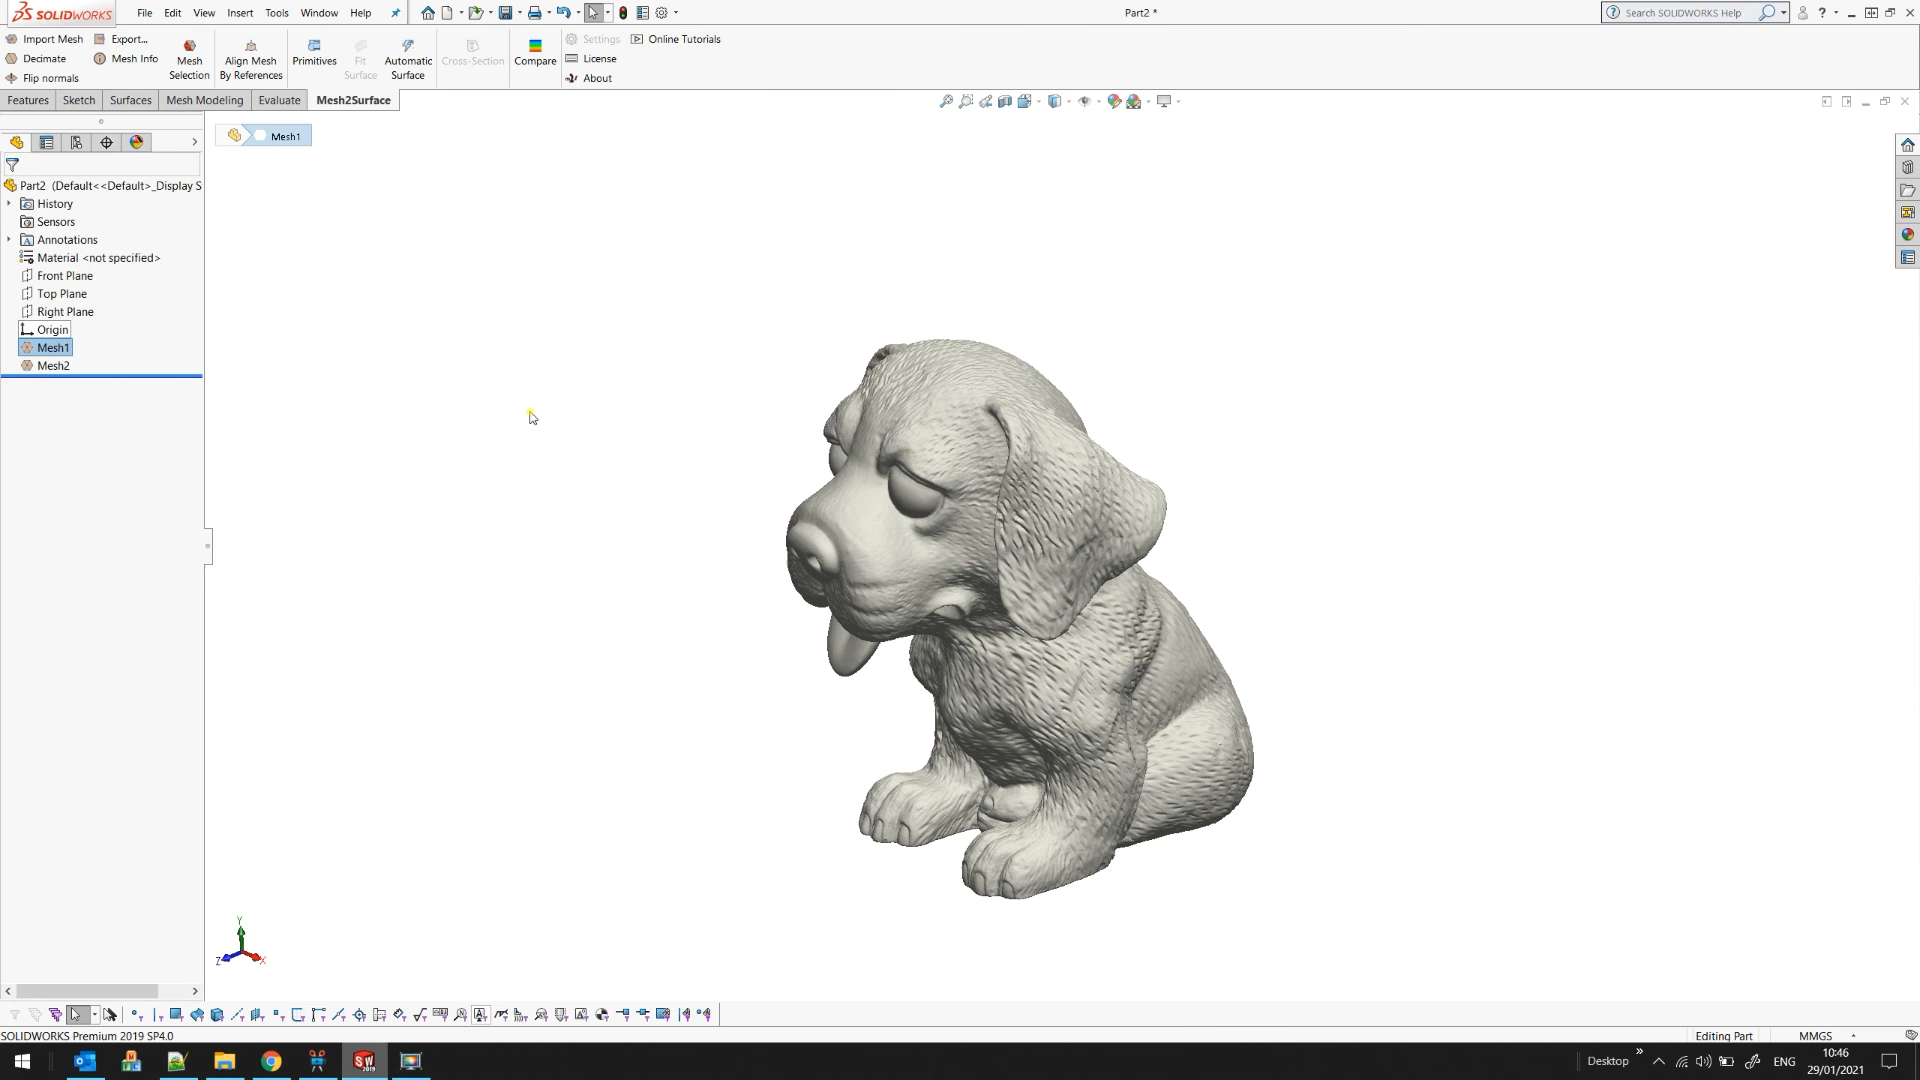 SOLIDWORKS
File Edit View Insert Tools Window Help
Part2 *
Search SOLIDWORKS Help
Import Mesh
Export...
Decimate
Mesh Info
Flip normals
Mesh
Selection
Align Mesh
By References
Primitives
Fit
Surface
Automatic
Surface
Cross-Section
Compare
Settings
Online Tutorials
License
About
Features Sketch Surfaces Mesh Modeling Evaluate Mesh2Surface
Mesh1
Part2 (Default<<Default>_Display S
History
Sensors
Annotations
Material <not specified>
Front Plane
Top Plane
Right Plane
Origin
Mesh1
Mesh2
Y
Z
X
SOLIDWORKS Premium 2019 SP4.0
Editing Part
MMGS
Desktop
ENG
10:46
29/01/2021